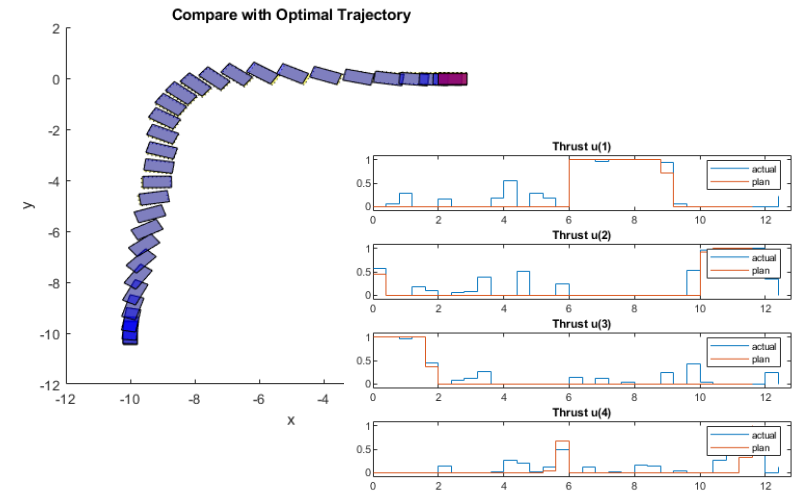 Compare with Optimal Trajectory
2
0
-2
-4
-6
-8
-10
-12
y
-12 -10 -8 -6 -4
x
Thrust u(1)
1
0.5
0
0 2 4 6 8 10 12
actual
plan
Thrust u(2)
1
0.5
0
0 2 4 6 8 10 12
actual
plan
Thrust u(3)
1
0.5
0
0 2 4 6 8 10 12
actual
plan
Thrust u(4)
1
0.5
0
0 2 4 6 8 10 12
actual
plan